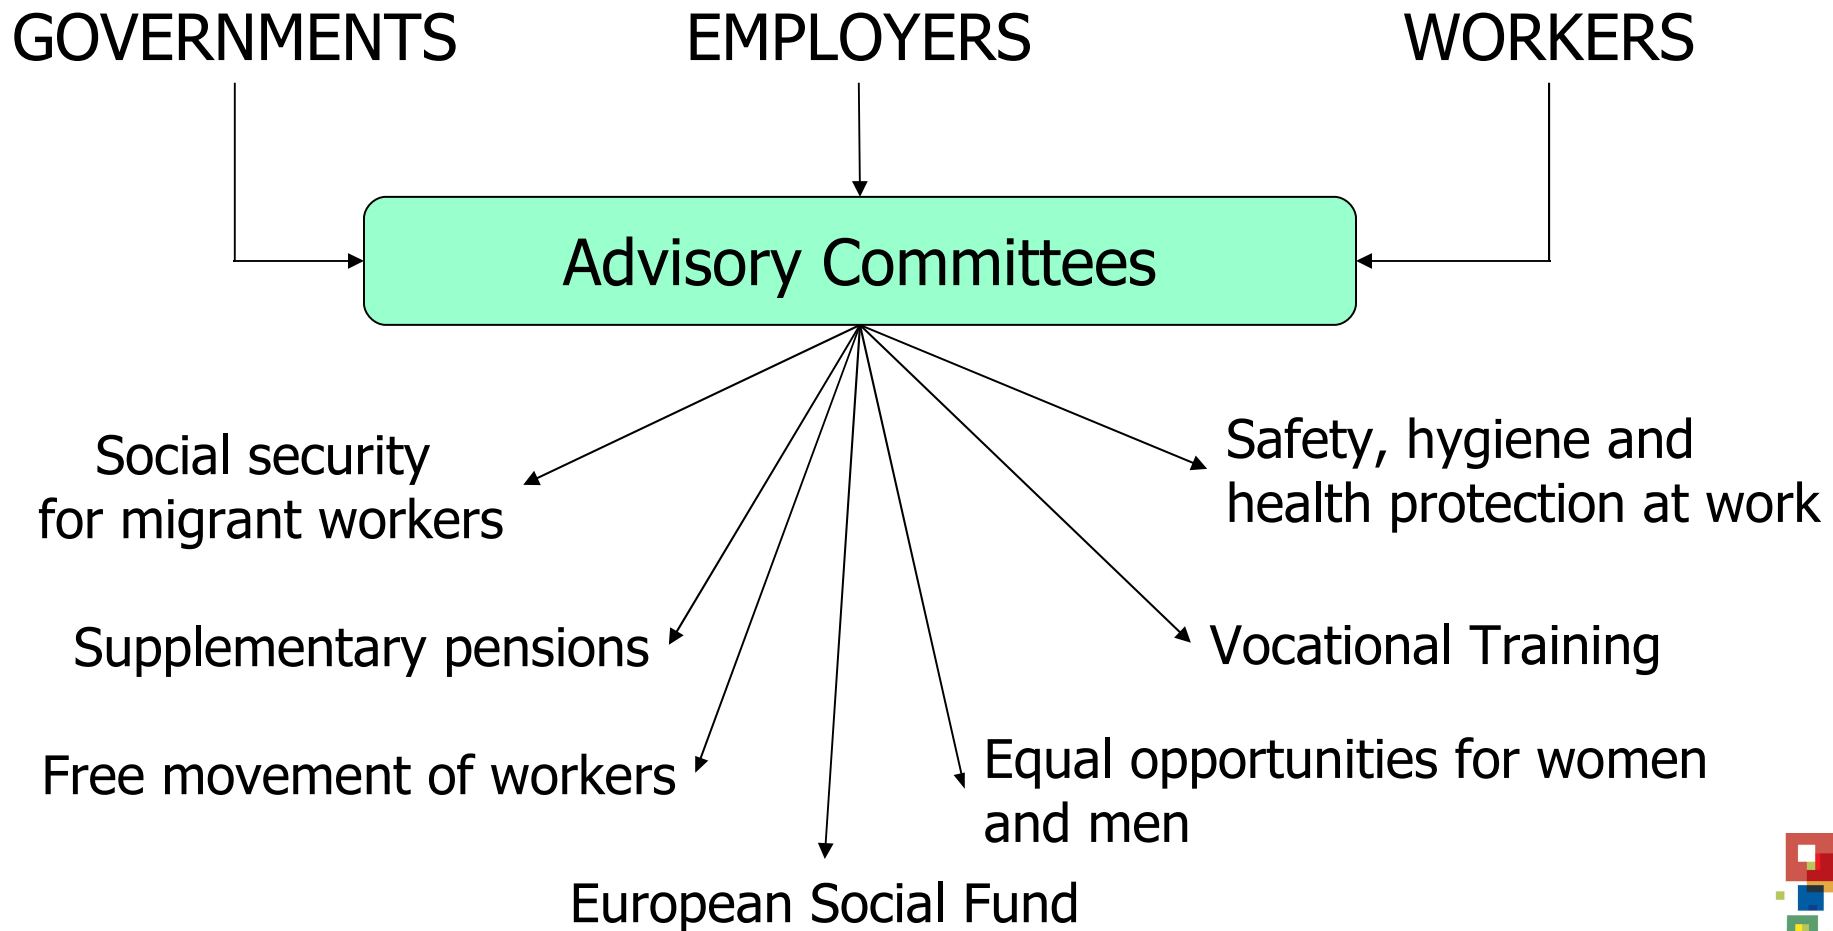 GOVERNMENTS
EMPLOYERS
WORKERS
Advisory Committees
Social security
for migrant workers
Safety, hygiene and
health protection at work
Supplementary pensions
Vocational Training
Free movement of workers
Equal opportunities for women
and men
European Social Fund